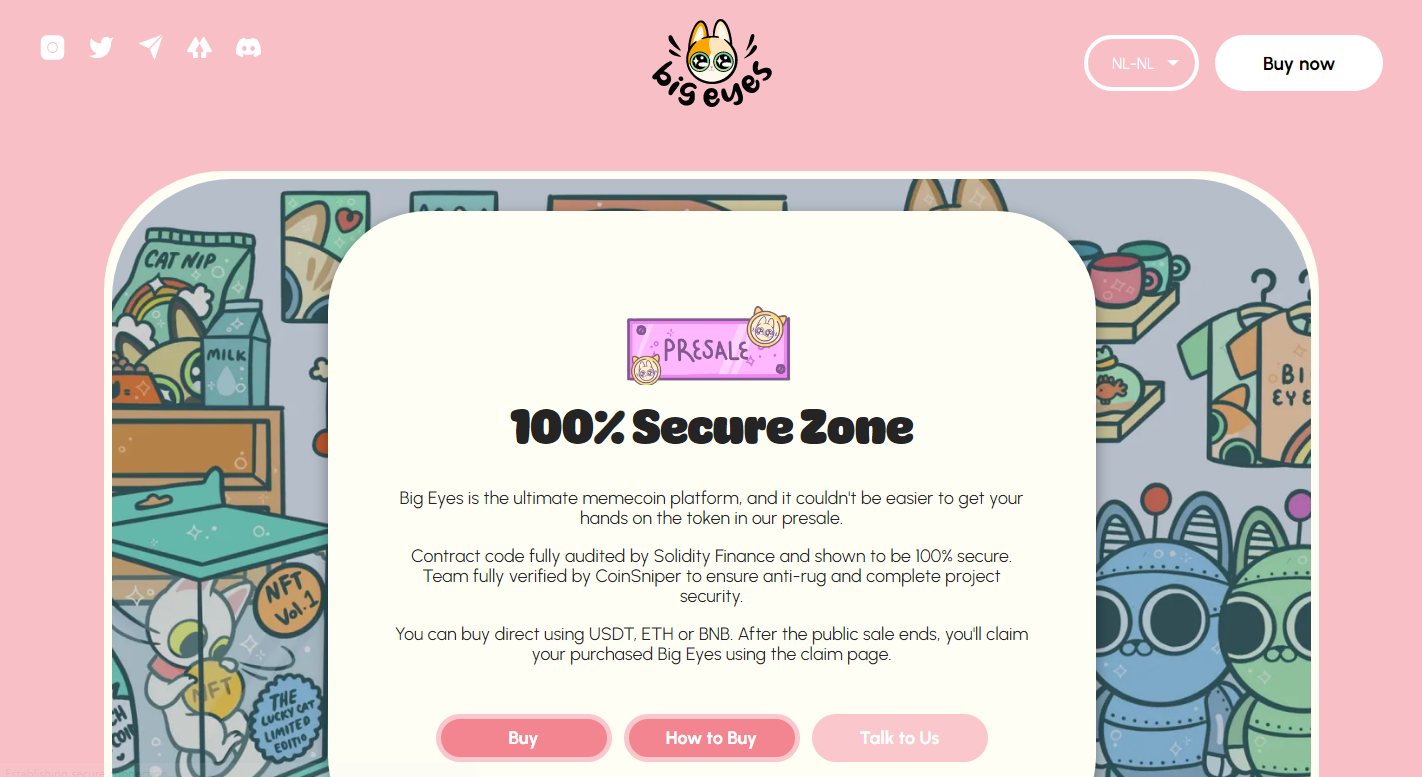 big eyes
NL-NL
Buy now
CAT NIP
MILK
PRESALE
BI
EYE
100% Secure Zone
Big Eyes is the ultimate memecoin platform, and it couldn't be easier to get your
hands on the token in our presale.
Contract code fully audited by Solidity Finance and shown to be 100% secure.
Team fully verified by CoinSniper to ensure anti-rug and complete project
security.
You can buy direct using USDT, ETH or BNB. After the public sale ends, you'll claim
your purchased Big Eyes using the claim page.
NFT
Vol.1
NFT
THE
LUCKY CAT
LIMITED
EDITIO
Buy
How to Buy
Talk to Us
Establishing secure